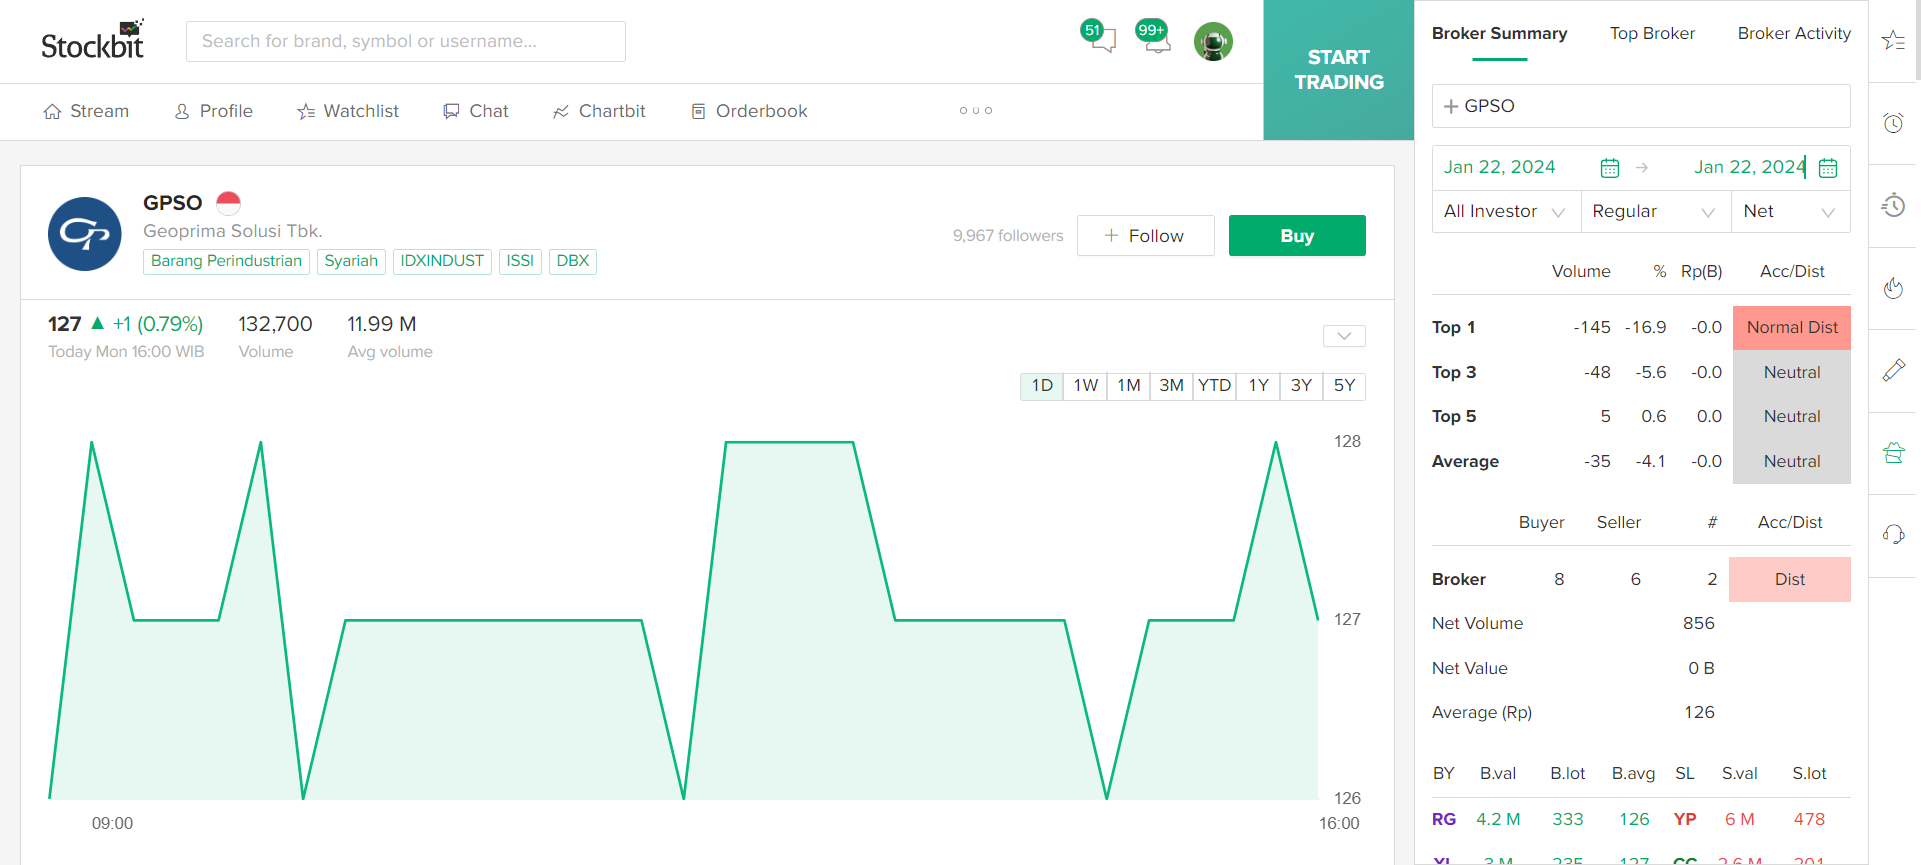 Stockbit
Search for brand, symbol or username...
51
99+
START
TRADING
Stream
Profile
Watchlist
Chat
Chartbit
Orderbook
GPSO
Geoprima Solusi Tbk.
Barang Perindustrian
Syariah
IDXINDUST
ISSI
DBX
9,967 followers
+ Follow
Buy
127 ▲ +1 (0.79%)
132,700
11.99 M
Today Mon 16:00 WIB
Volume
Avg volume
1D 1W 1M 3M YTD 1Y 3Y 5Y
128
127
126
09:00
16:00
Broker Summary
Top Broker
Broker Activity
+ GPSO
Jan 22, 2024 → Jan 22, 2024
All Investor
Regular
Net
Volume % Rp(B) Acc/Dist
Top 1 -145 -16.9 -0.0 Normal Dist
Top 3 -48 -5.6 -0.0 Neutral
Top 5 5 0.6 0.0 Neutral
Average -35 -4.1 -0.0 Neutral
Buyer Seller # Acc/Dist
Broker 8 6 2 Dist
Net Volume 856
Net Value 0 B
Average (Rp) 126
BY B.val B.lot B.avg SL S.val S.lot
RG 4.2 M 333 126 YP 6 M 478